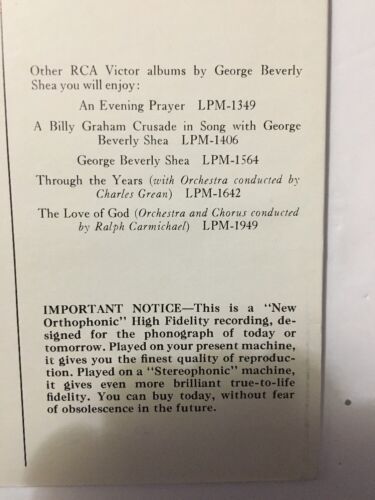 Other RCA Victor albums by George Beverly
Shea you will enjoy:
An Evening Prayer LPM-1349
A Billy Graham Crusade in Song with George
Beverly Shea LPM-1406
George Beverly Shea LPM-1564
Through the Years (with Orchestra conducted by
Charles Grean) LPM-1642
The Love of God (Orchestra and Chorus conducted
by Ralph Carmichael) LPM-1949
IMPORTANT NOTICE—This is a "New
Orthophonic" High Fidelity recording, de-
signed for the phonograph of today or
tomorrow. Played on your present machine,
it gives you the finest quality of reproduc-
tion. Played on a "Stereophonic" machine,
it gives even more brilliant true-to-life
fidelity. You can buy today, without fear
of obsolescence in the future.